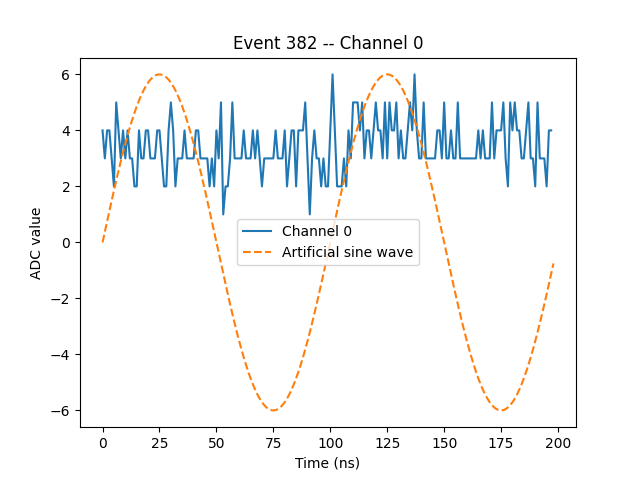 Event 382 -- Channel 0
6
4
2
0
−2
−4
−6
ADC value
Channel 0
Artificial sine wave
0 25 50 75 100 125 150 175 200
Time (ns)